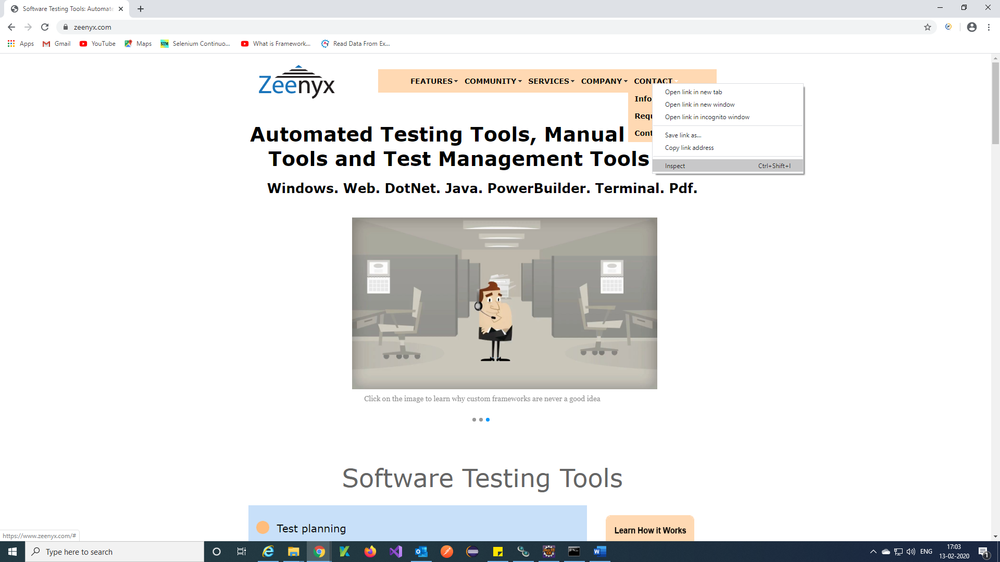 Software Testing Tools: Automate
zeenyx.com
Apps Gmail YouTube Maps STM Selenium Continuo... What is Framework... Read Data From Ex...
Zeenyx
FEATURES COMMUNITY SERVICES COMPANY CONTACT
Info
Requ
Cont
Open link in new tab
Open link in new window
Open link in incognito window
Save link as...
Copy link address
Inspect Ctrl+Shift+I
Automated Testing Tools, Manual
Tools and Test Management Tools
Windows. Web. DotNet. Java. PowerBuilder. Terminal. Pdf.
Click on the image to learn why custom frameworks are never a good idea
Software Testing Tools
Test planning
Learn How it Works
https://www.zeenyx.com/#
Type here to search
ENG
17:03
13-02-2020
1